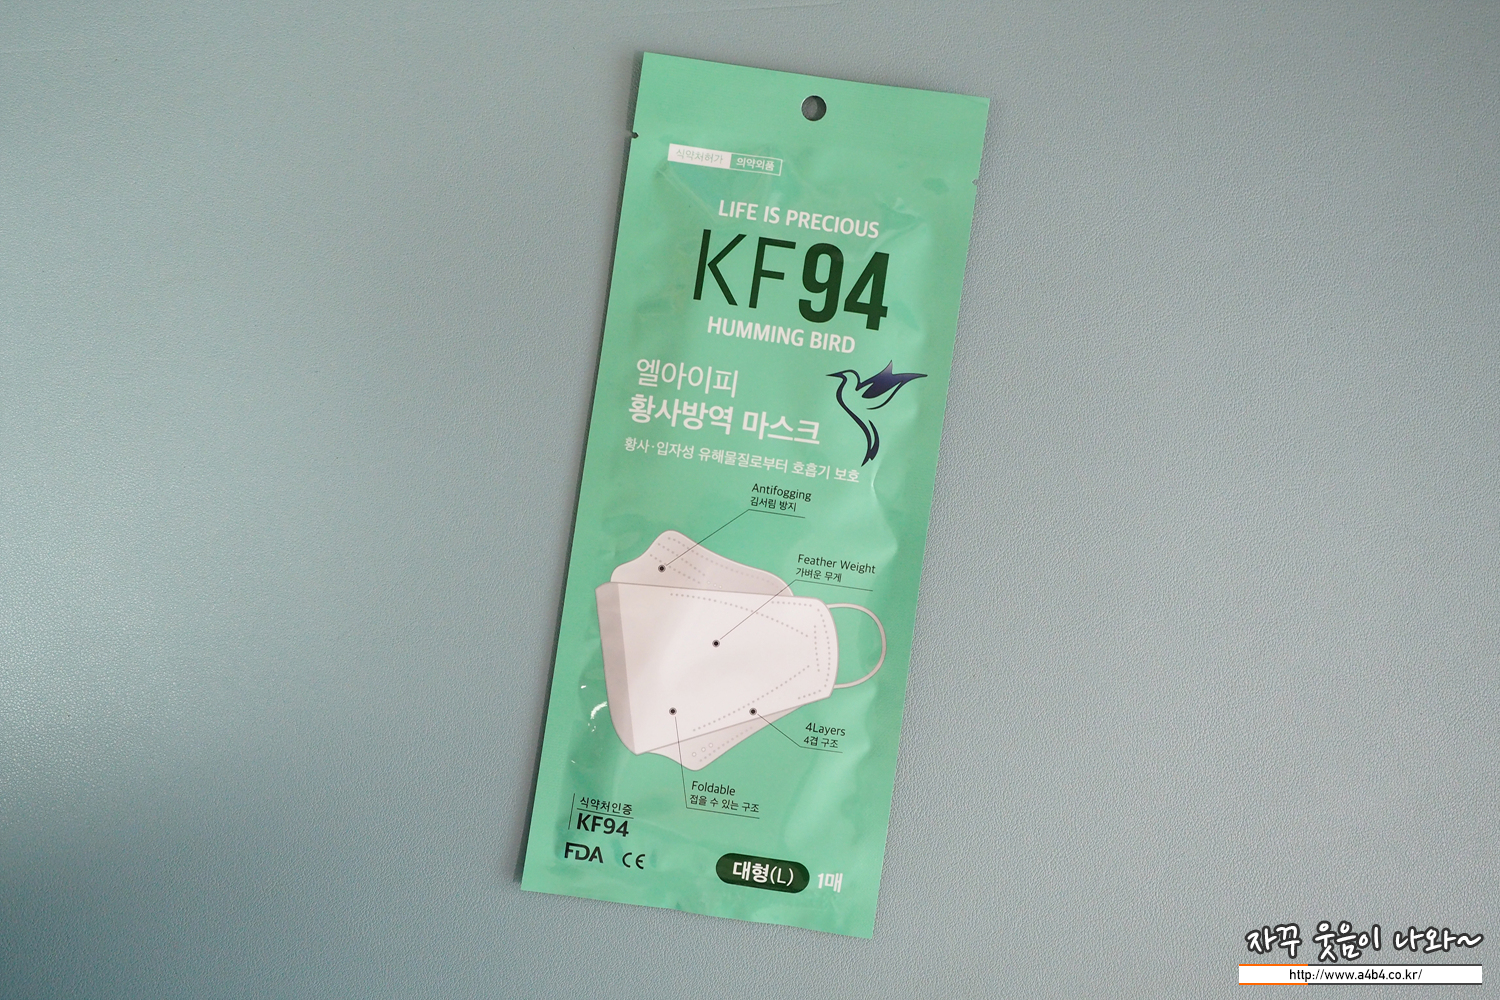 식약처허가 의약외품
LIFE IS PRECIOUS
KF94
HUMMING BIRD
엘아이피
황사방역 마스크
황사·입자성 유해물질로부터 호흡기 보호
Antifogging
김서림 방지
Feather Weight
가벼운 무게
4Layers
4겹 구조
Foldable
접을 수 있는 구조
식약처인증
KF94
FDA CE
대형(L) 1매
자꾸 웃음이 나와~
http://www.a4b4.co.kr/